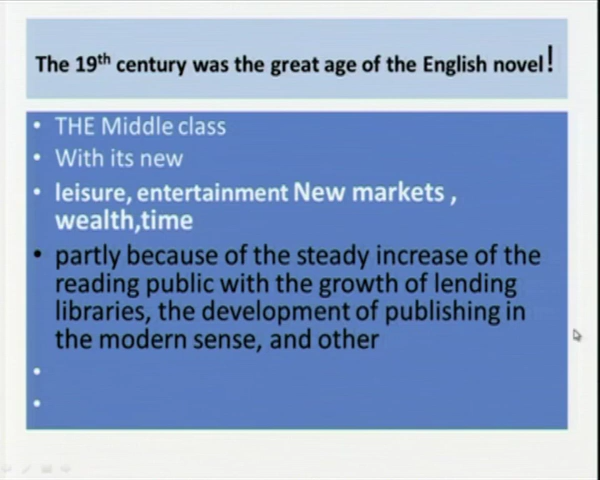 The 19th century was the great age of the English novel!
• THE Middle class
• With its new
• leisure, entertainment New markets ,
wealth,time
• partly because of the steady increase of the
reading public with the growth of lending
libraries, the development of publishing in
the modern sense, and other
•
•